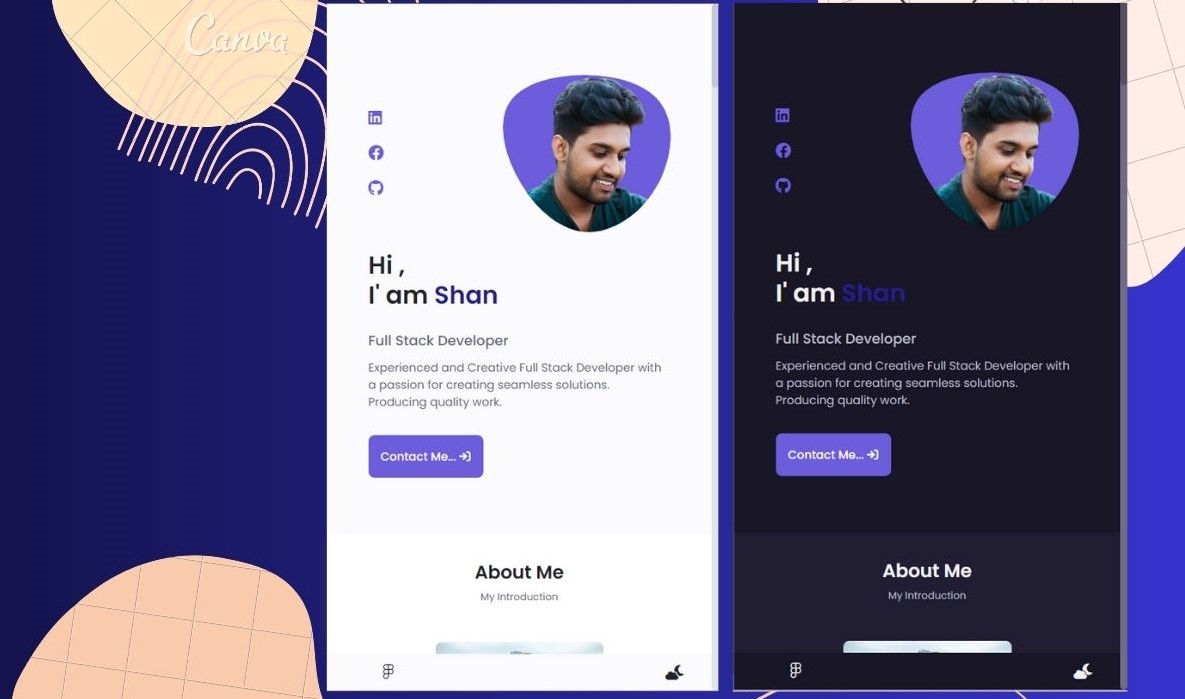 Canva
Hi ,
I' am Shan
Full Stack Developer
Experienced and Creative Full Stack Developer with
a passion for creating seamless solutions.
Producing quality work.
Contact Me...
About Me
My Introduction
Hi ,
I' am Shan
Full Stack Developer
Experienced and Creative Full Stack Developer with
a passion for creating seamless solutions.
Producing quality work.
Contact Me...
About Me
My Introduction